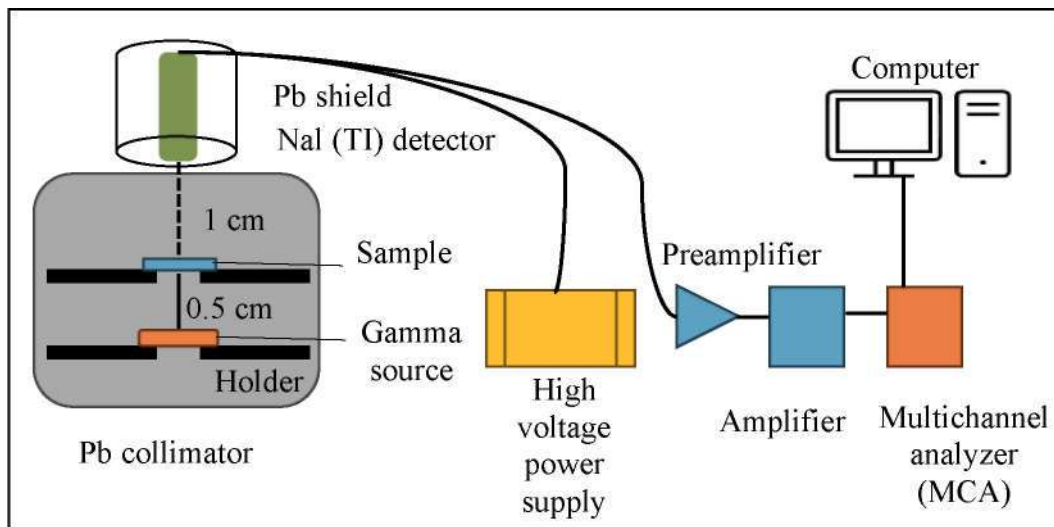 Pb shield
NaI (TI) detector
1 cm
Sample
0.5 cm
Gamma
source
Holder
Pb collimator
High
voltage
power
supply
Preamplifier
Amplifier
Computer
Multichannel
analyzer
(MCA)